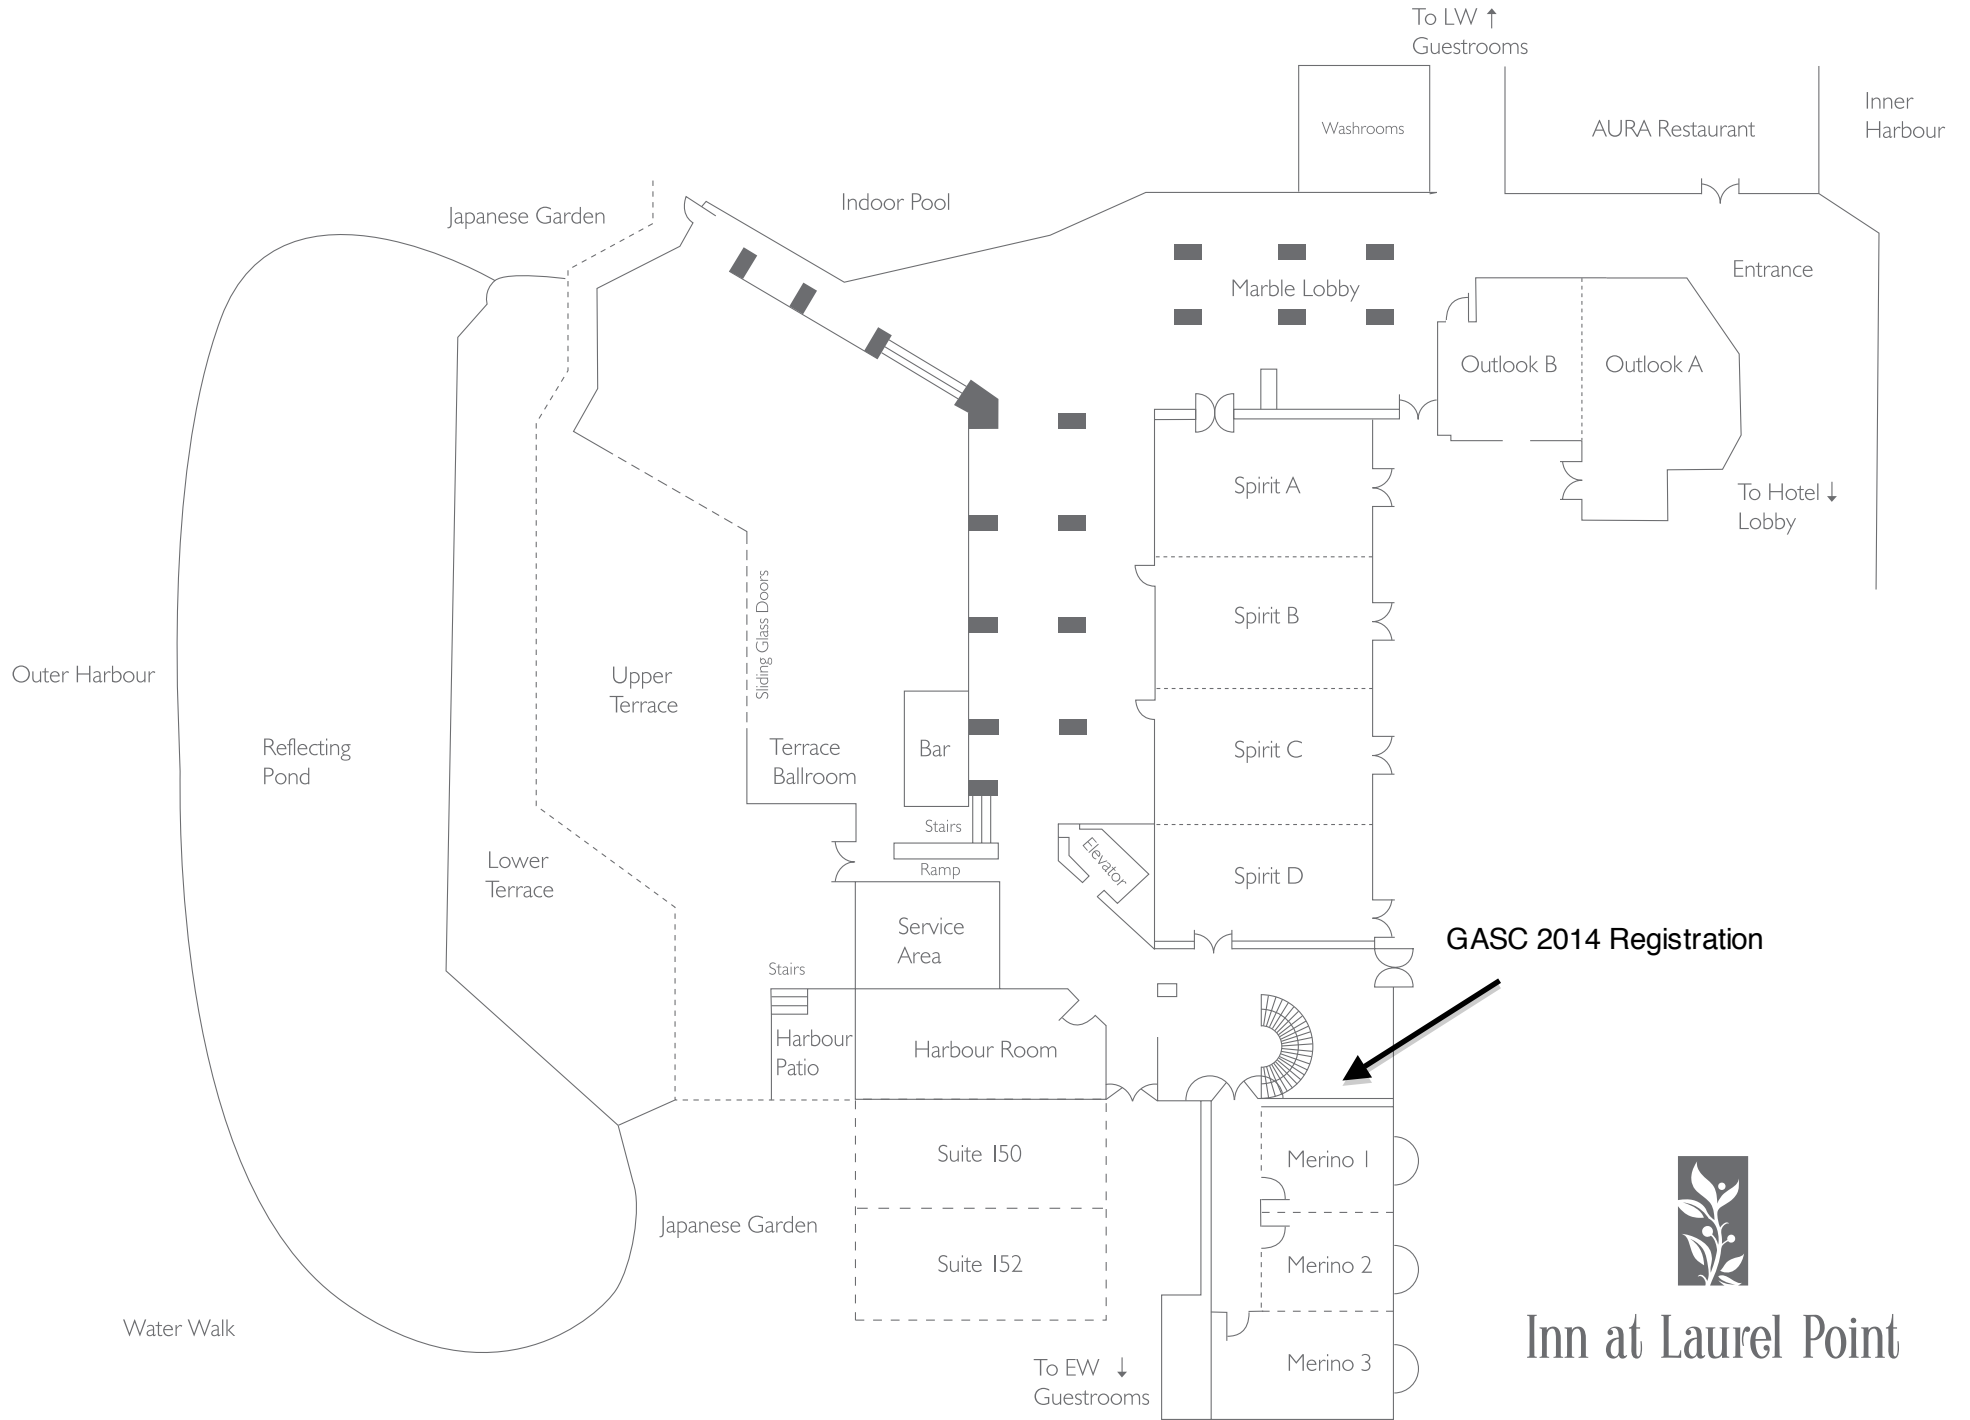 To LW ↑
Guestrooms
Washrooms
AURA Restaurant
Inner
Harbour
Japanese Garden
Indoor Pool
Entrance
Marble Lobby
Outlook B
Outlook A
To Hotel ↓
Lobby
Spirit A
Sliding Glass Doors
Spirit B
Outer Harbour
Upper
Terrace
Reflecting
Pond
Terrace
Ballroom
Bar
Spirit C
Stairs
Lower
Terrace
Ramp
Elevator
Spirit D
Service
Area
GASC 2014 Registration
Stairs
Harbour
Patio
Harbour Room
Suite 150
Merino 1
Japanese Garden
Suite 152
Merino 2
Water Walk
Inn at Laurel Point
To EW ↓
Guestrooms
Merino 3